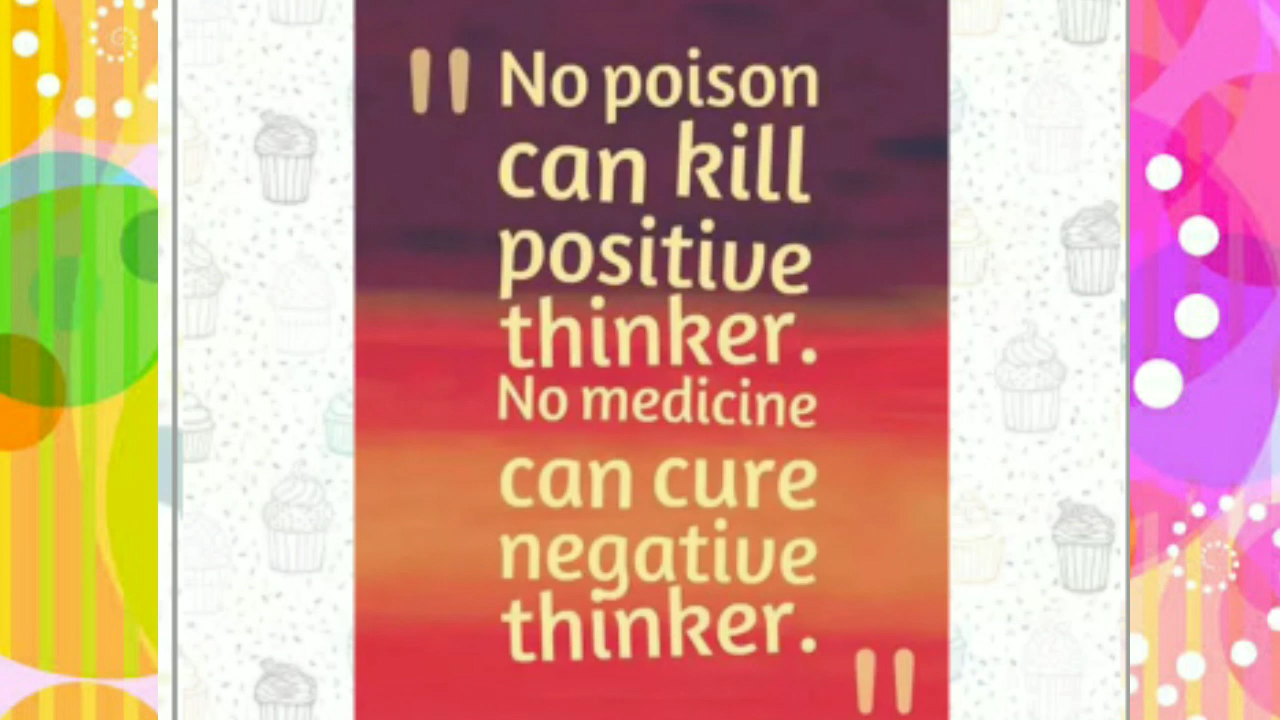 " No poison
can kill
positive
thinker.
No medicine
can cure
negative
thinker. "